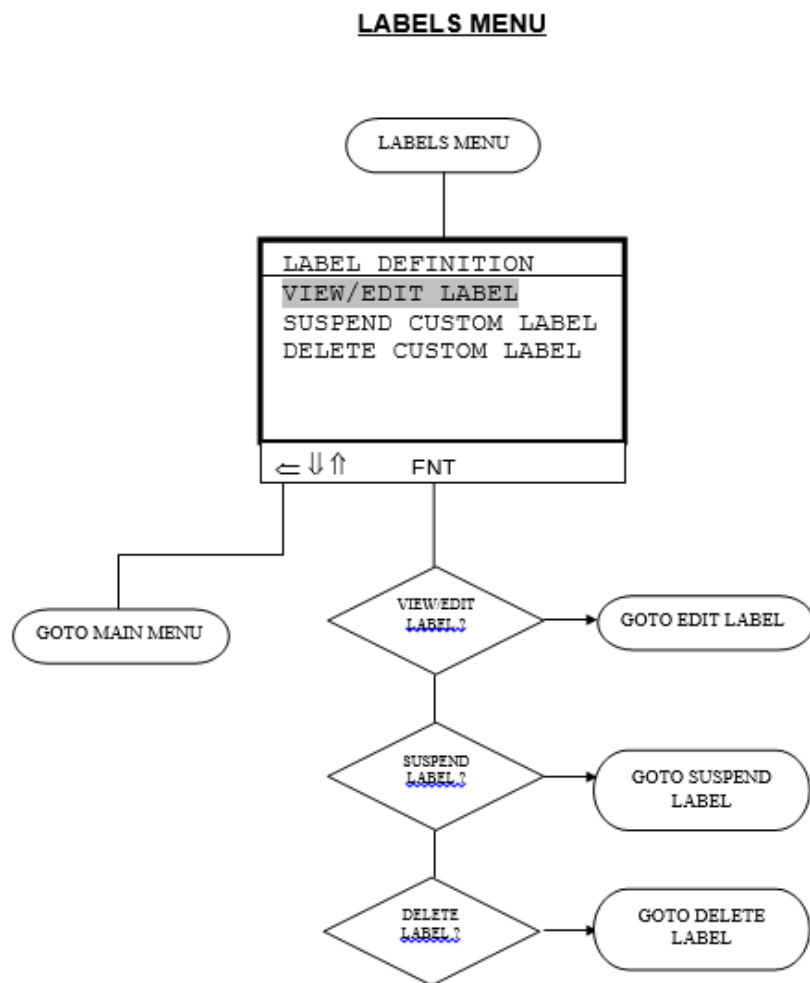 LABELS MENU
LABELS MENU
LABEL DEFINITION
VIEW/EDIT LABEL
SUSPEND CUSTOM LABEL
DELETE CUSTOM LABEL
⇐ ⇓ ⇑ FNT
GOTO MAIN MENU
VIEW/EDIT
LABEL ?
GOTO EDIT LABEL
SUSPEND
LABEL ?
GOTO SUSPEND
LABEL
DELETE
LABEL ?
GOTO DELETE
LABEL